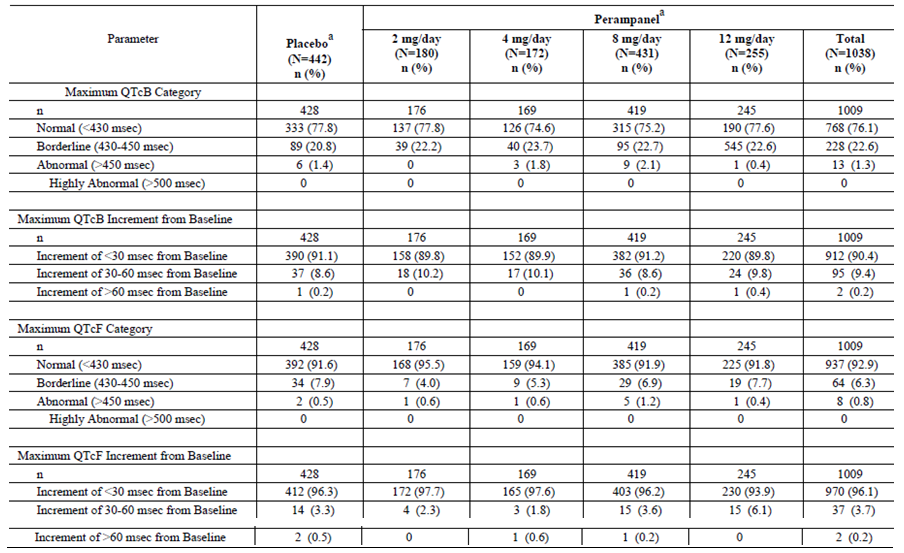 Parameter Placeboᵃ (N=442) n (%) Perampanelᵃ
2 mg/day (N=180) n (%) 4 mg/day (N=172) n (%) 8 mg/day (N=431) n (%) 12 mg/day (N=255) n (%) Total (N=1038) n (%)
Maximum QTcB Category
n 428 176 169 419 245 1009
Normal (<430 msec) 333 (77.8) 137 (77.8) 126 (74.6) 315 (75.2) 190 (77.6) 768 (76.1)
Borderline (430-450 msec) 89 (20.8) 39 (22.2) 40 (23.7) 95 (22.7) 545 (22.6) 228 (22.6)
Abnormal (>450 msec) 6 (1.4) 0 3 (1.8) 9 (2.1) 1 (0.4) 13 (1.3)
Highly Abnormal (>500 msec) 0 0 0 0 0 0
Maximum QTcB Increment from Baseline
n 428 176 169 419 245 1009
Increment of <30 msec from Baseline 390 (91.1) 158 (89.8) 152 (89.9) 382 (91.2) 220 (89.8) 912 (90.4)
Increment of 30-60 msec from Baseline 37 (8.6) 18 (10.2) 17 (10.1) 36 (8.6) 24 (9.8) 95 (9.4)
Increment of >60 msec from Baseline 1 (0.2) 0 0 1 (0.2) 1 (0.4) 2 (0.2)
Maximum QTcF Category
n 428 176 169 419 245 1009
Normal (<430 msec) 392 (91.6) 168 (95.5) 159 (94.1) 385 (91.9) 225 (91.8) 937 (92.9)
Borderline (430-450 msec) 34 (7.9) 7 (4.0) 9 (5.3) 29 (6.9) 19 (7.7) 64 (6.3)
Abnormal (>450 msec) 2 (0.5) 1 (0.6) 1 (0.6) 5 (1.2) 1 (0.4) 8 (0.8)
Highly Abnormal (>500 msec) 0 0 0 0 0 0
Maximum QTcF Increment from Baseline
n 428 176 169 419 245 1009
Increment of <30 msec from Baseline 412 (96.3) 172 (97.7) 165 (97.6) 403 (96.2) 230 (93.9) 970 (96.1)
Increment of 30-60 msec from Baseline 14 (3.3) 4 (2.3) 3 (1.8) 15 (3.6) 15 (6.1) 37 (3.7)
Increment of >60 msec from Baseline 2 (0.5) 0 1 (0.6) 1 (0.2) 0 2 (0.2)